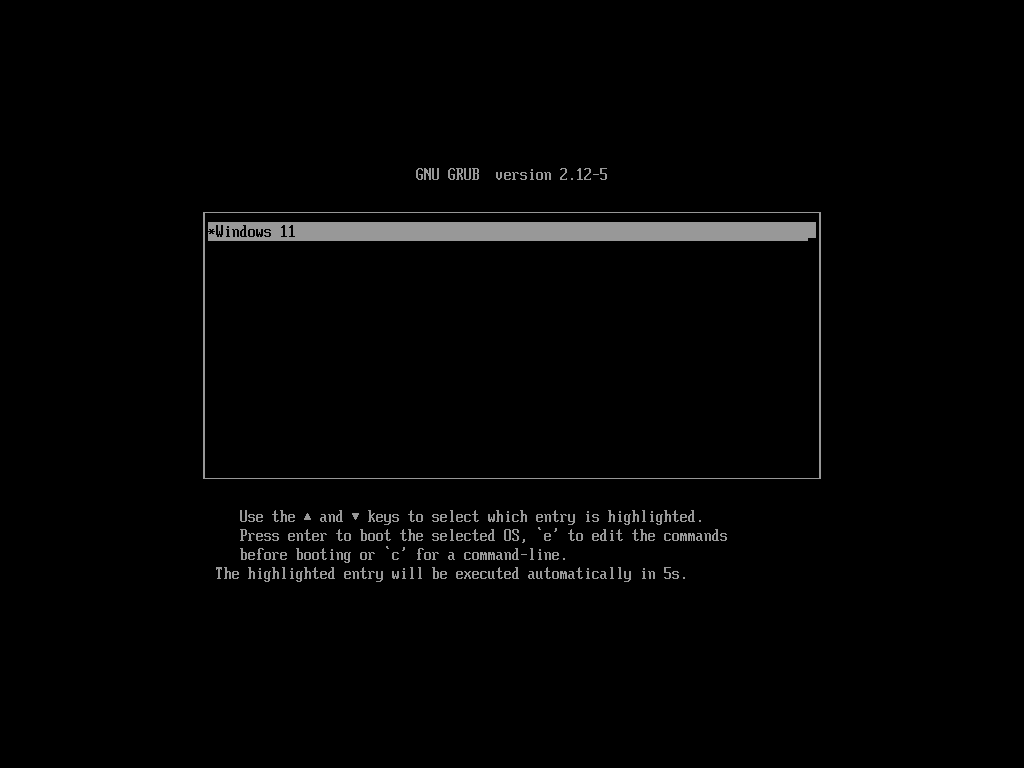 GNU GRUB  version 2.12-5
*Windows 11
Use the ▲ and ▼ keys to select which entry is highlighted.
Press enter to boot the selected OS, `e' to edit the commands
before booting or `c' for a command-line.
The highlighted entry will be executed automatically in 5s.